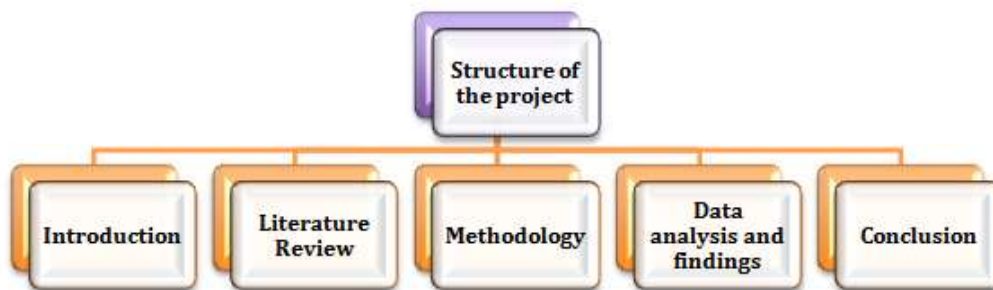 Structure of
the project
Introduction
Literature
Review
Methodology
Data
analysis and
findings
Conclusion